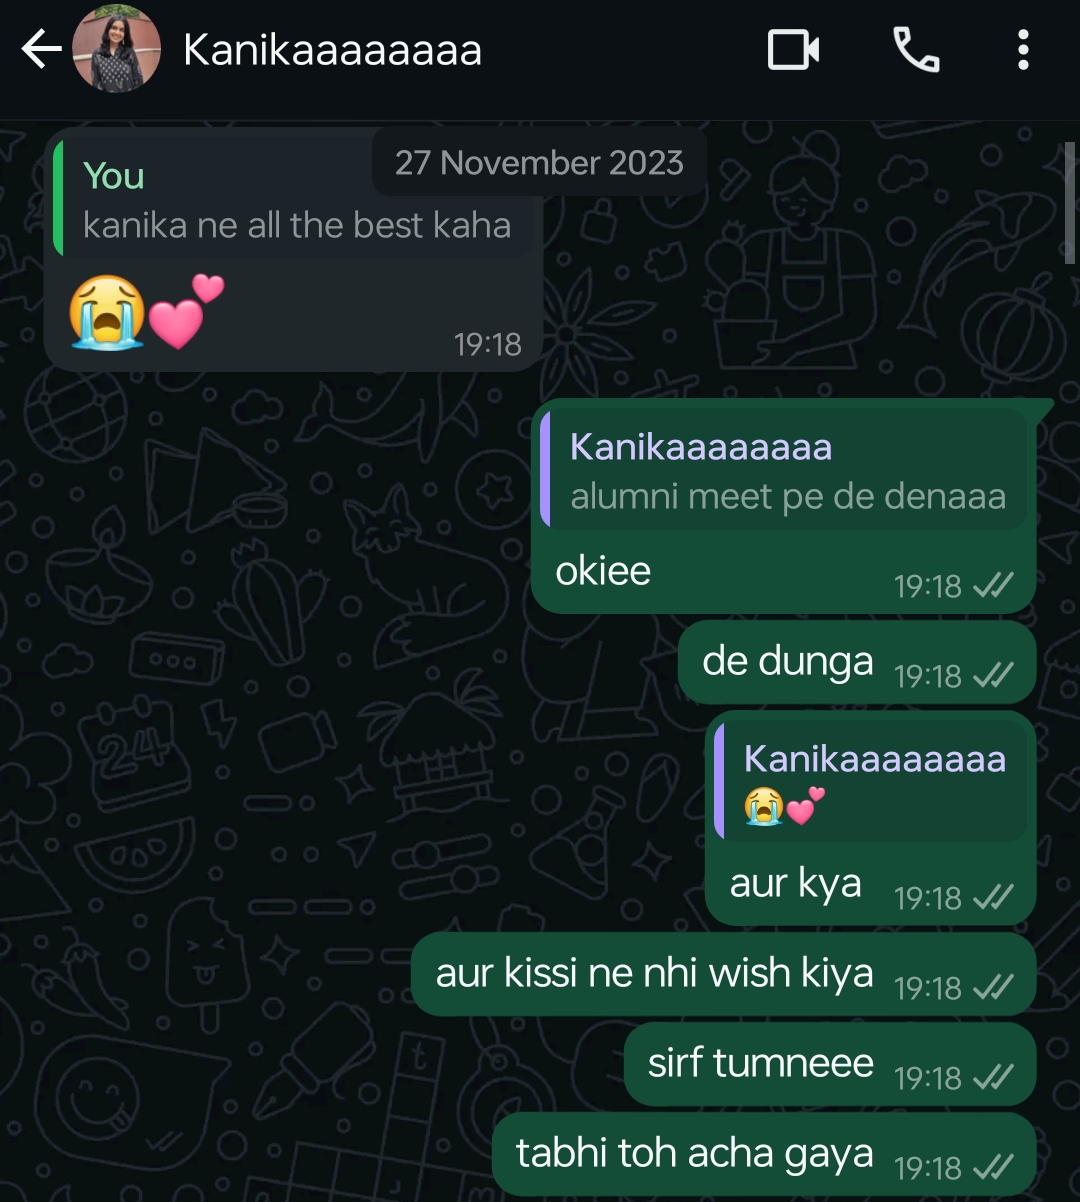 Kanikaaaaaaaa
27 November 2023
You
kanika ne all the best kaha
😭💕
19:18
Kanikaaaaaaaa
alumni meet pe de denaaa
okiee
19:18
de dunga 19:18
Kanikaaaaaaaa
😭💕
aur kya 19:18
aur kissi ne nhi wish kiya 19:18
sirf tumneee 19:18
tabhi toh acha gaya 19:18